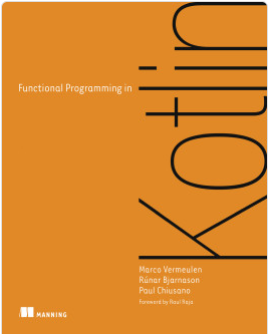 Functional Programming in
Kotlin
Marco Vermeulen
Rúnar Bjarnason
Paul Chiusano
Foreword by Raul Raja
MANNING